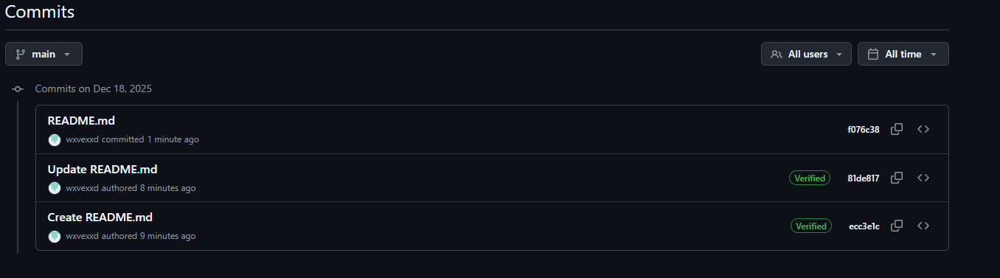 Commits
main
All users
All time
Commits on Dec 18, 2025
README.md
wxvexxd committed 1 minute ago
f076c38
Update README.md
wxvexxd authored 8 minutes ago
Verified
81de817
Create README.md
wxvexxd authored 9 minutes ago
Verified
ecc3e1c